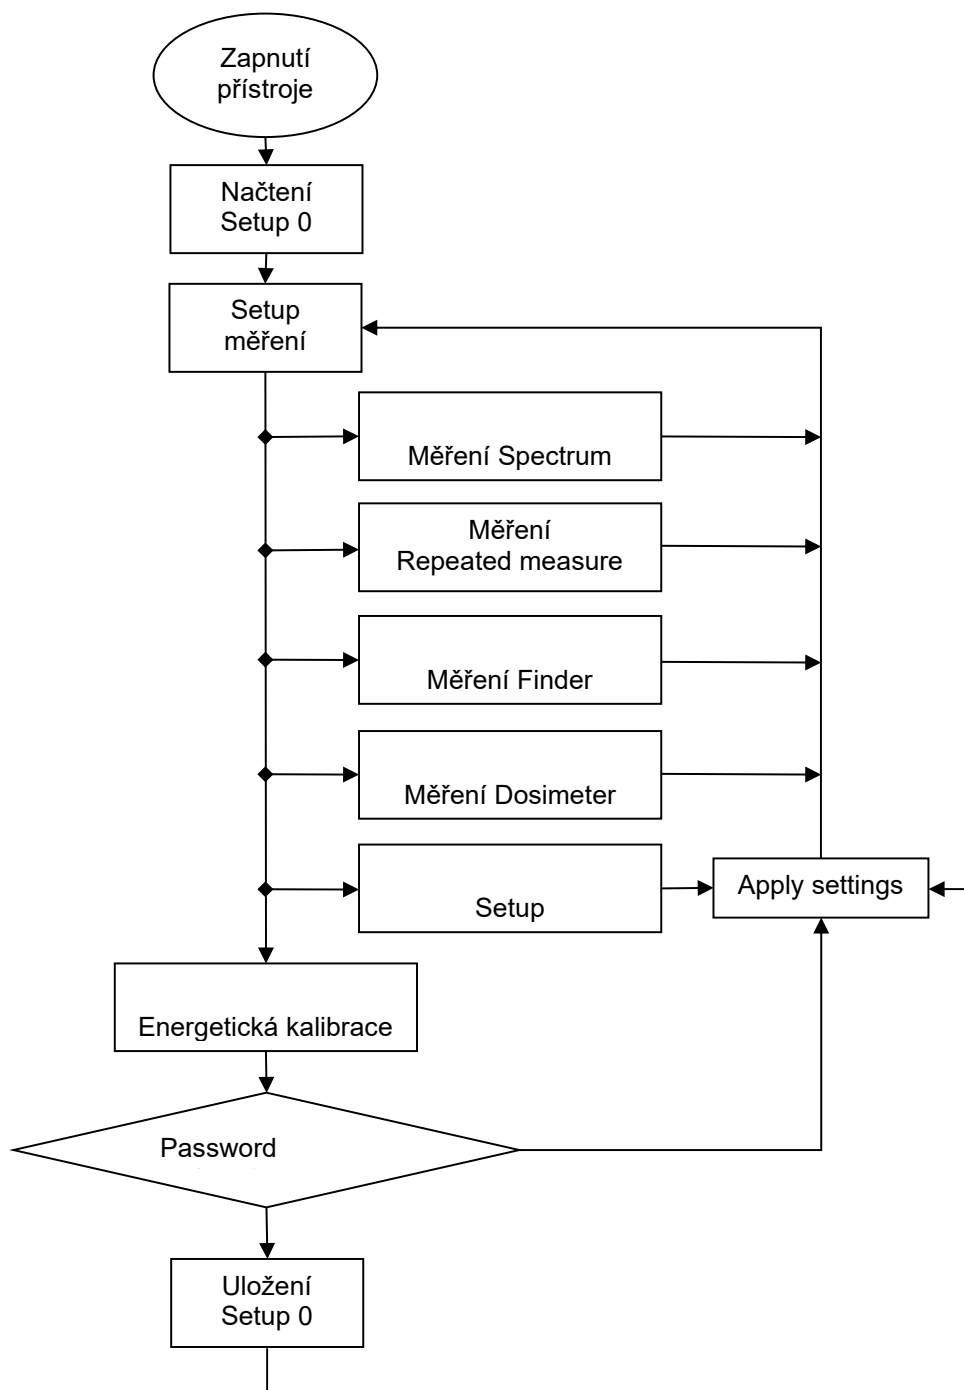 Zapnutí
přístroje
Načtení
Setup 0
Setup
měření
Měření Spectrum
Měření
Repeated measure
Měření Finder
Měření Dosimeter
Setup
Apply settings
Energetická kalibrace
Password
Uložení
Setup 0